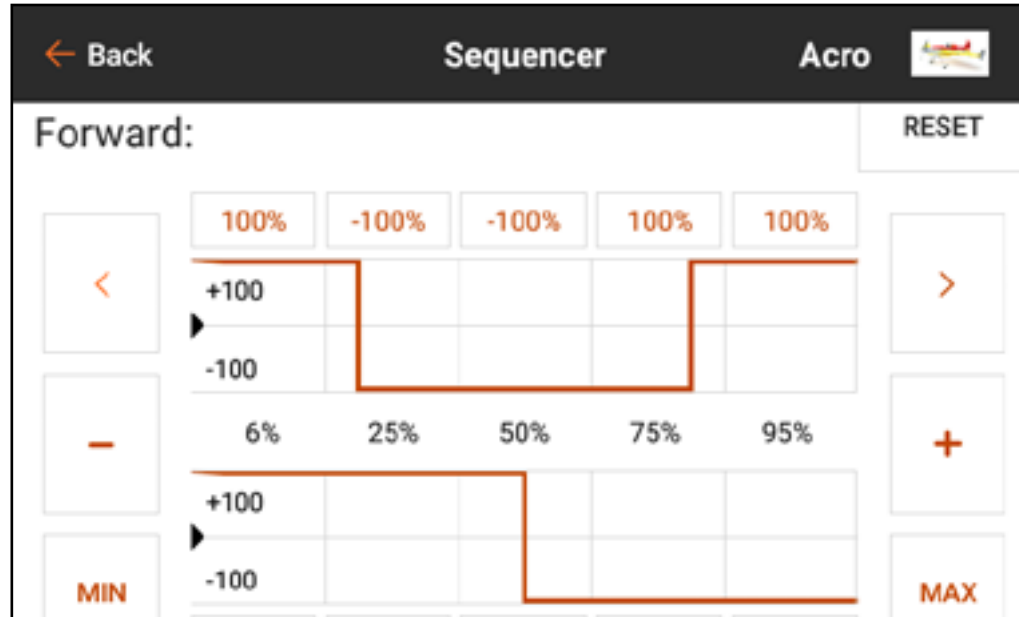 ← Back Sequencer Acro
Forward: RESET
100% -100% -100% 100% 100%
< +100 >
-100
− 6% 25% 50% 75% 95% +
+100
MIN -100 MAX